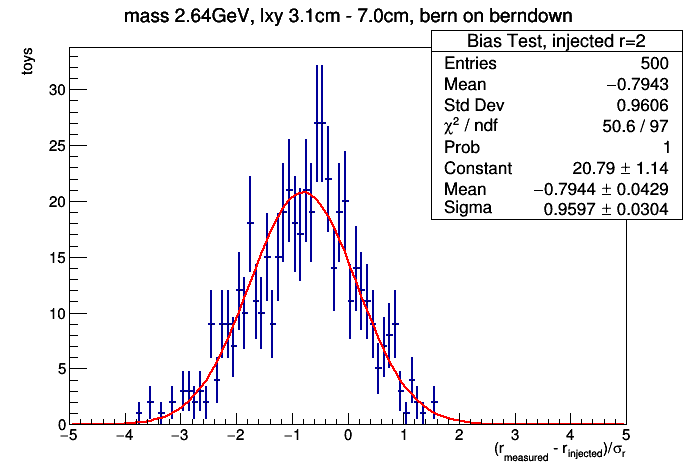 mass 2.64GeV, lxy 3.1cm - 7.0cm, bern on berndown
Bias Test, injected r=2
Entries 500
Mean −0.7943
Std Dev 0.9606
χ² / ndf 50.6 / 97
Prob 1
Constant 20.79 ± 1.14
Mean −0.7944 ± 0.0429
Sigma 0.9597 ± 0.0304
toys
30
25
20
15
10
5
0
−5 −4 −3 −2 −1 0 1 2 3 4 5
(r_measured - r_injected)/σ_r